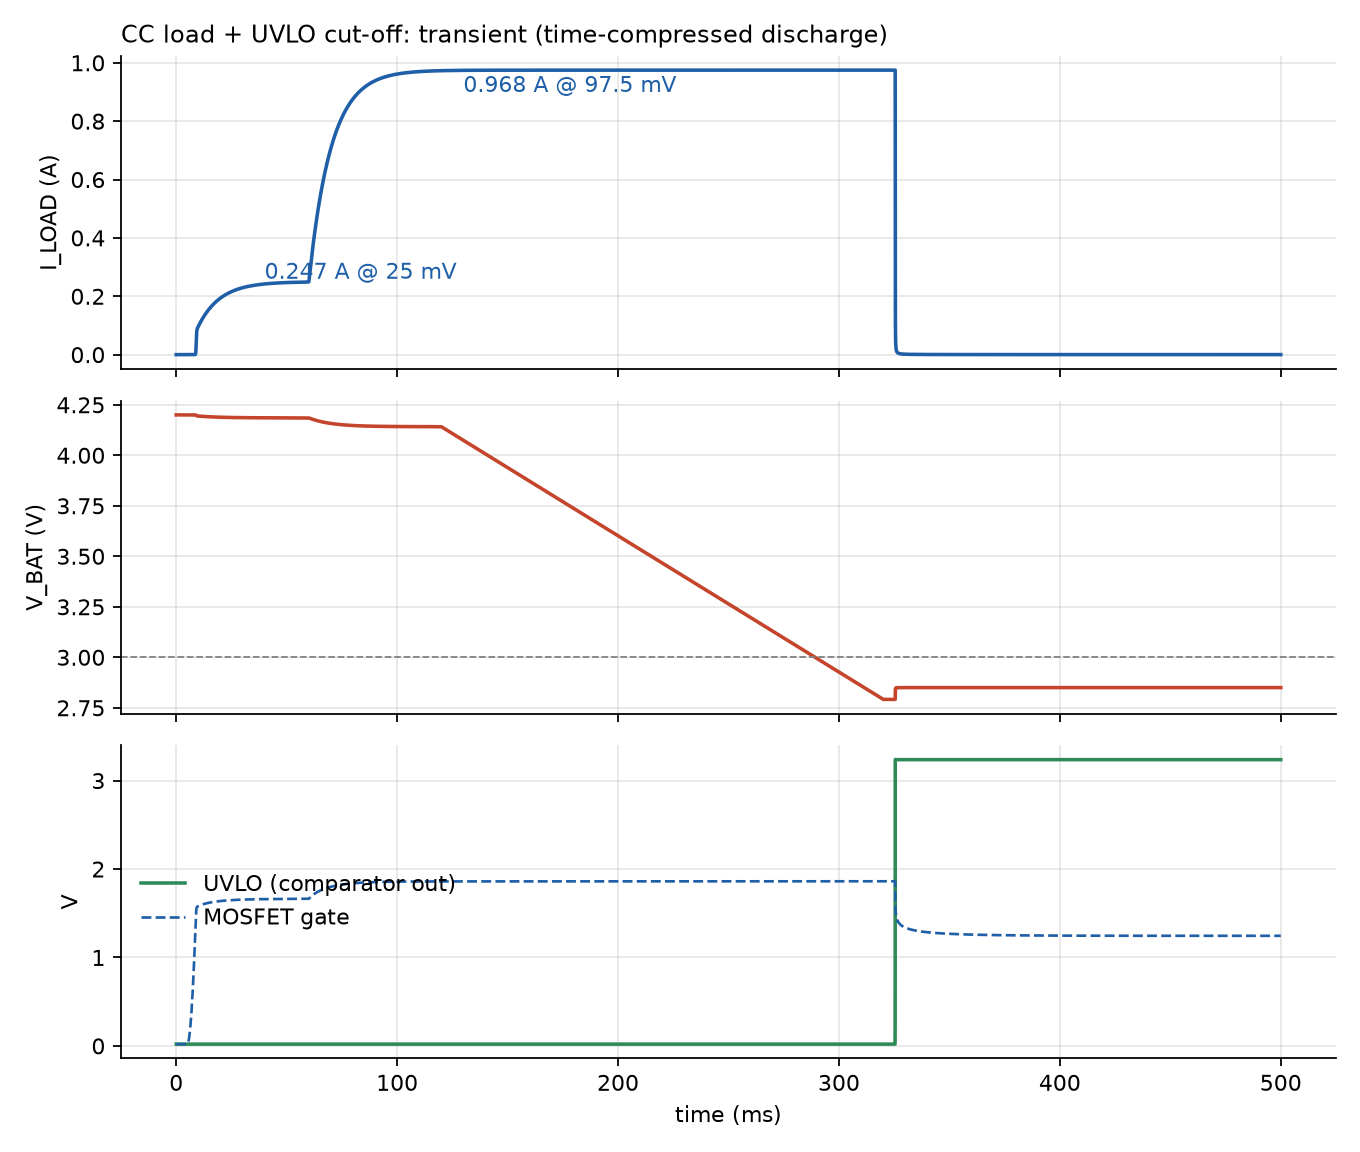 CC load + UVLO cut-off: transient (time-compressed discharge)
1.0
0.8
0.6
0.4
0.2
0.0
I_LOAD (A)
0.968 A @ 97.5 mV
0.247 A @ 25 mV
4.25
4.00
3.75
3.50
3.25
3.00
2.75
V_BAT (V)
3
2
1
0
V
UVLO (comparator out)
MOSFET gate
0 100 200 300 400 500
time (ms)